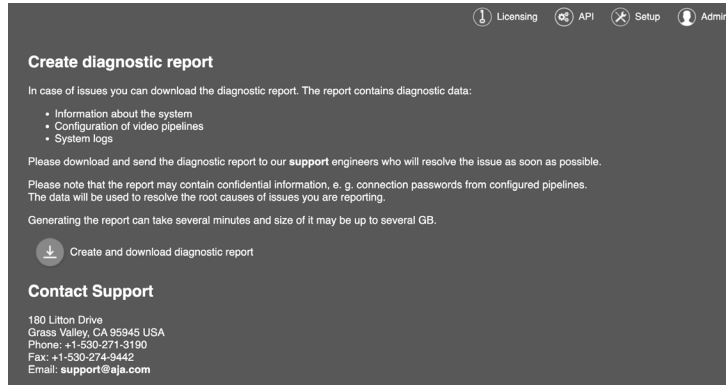 Licensing API Setup Admin
Create diagnostic report
In case of issues you can download the diagnostic report. The report contains diagnostic data:
• Information about the system
• Configuration of video pipelines
• System logs
Please download and send the diagnostic report to our support engineers who will resolve the issue as soon as possible.
Please note that the report may contain confidential information, e. g. connection passwords from configured pipelines.
The data will be used to resolve the root causes of issues you are reporting.
Generating the report can take several minutes and size of it may be up to several GB.
Create and download diagnostic report
Contact Support
180 Litton Drive
Grass Valley, CA 95945 USA
Phone: +1-530-271-3190
Fax: +1-530-274-9442
Email: support@aja.com